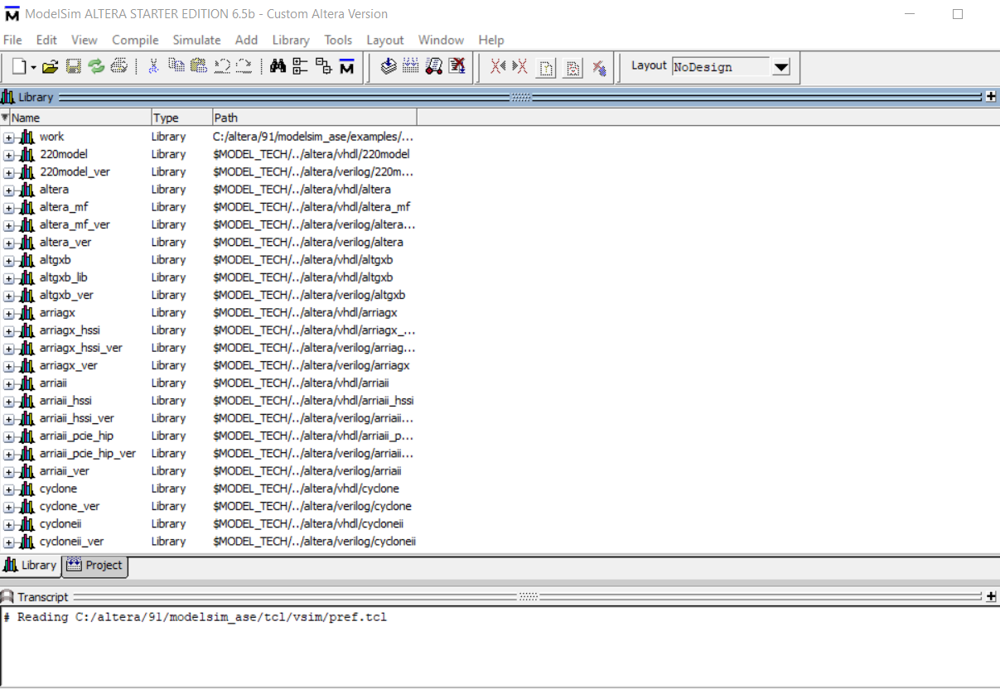 ModelSim ALTERA STARTER EDITION 6.5b - Custom Altera Version
File Edit View Compile Simulate Add Library Tools Layout Window Help
Layout NoDesign
Library
Name Type Path
work Library C:/altera/91/modelsim_ase/examples/...
220model Library $MODEL_TECH/../altera/vhdl/220model
220model_ver Library $MODEL_TECH/../altera/verilog/220m...
altera Library $MODEL_TECH/../altera/vhdl/altera
altera_mf Library $MODEL_TECH/../altera/vhdl/altera_mf
altera_mf_ver Library $MODEL_TECH/../altera/verilog/altera...
altera_ver Library $MODEL_TECH/../altera/verilog/altera
altgxb Library $MODEL_TECH/../altera/vhdl/altgxb
altgxb_lib Library $MODEL_TECH/../altera/vhdl/altgxb
altgxb_ver Library $MODEL_TECH/../altera/verilog/altgxb
arriagx Library $MODEL_TECH/../altera/vhdl/arriagx
arriagx_hssi Library $MODEL_TECH/../altera/vhdl/arriagx_...
arriagx_hssi_ver Library $MODEL_TECH/../altera/verilog/arriag...
arriagx_ver Library $MODEL_TECH/../altera/verilog/arriagx
arriaii Library $MODEL_TECH/../altera/vhdl/arriaii
arriaii_hssi Library $MODEL_TECH/../altera/vhdl/arriaii_hssi
arriaii_hssi_ver Library $MODEL_TECH/../altera/verilog/arriaii...
arriaii_pcie_hip Library $MODEL_TECH/../altera/vhdl/arriaii_p...
arriaii_pcie_hip_ver Library $MODEL_TECH/../altera/verilog/arriaii...
arriaii_ver Library $MODEL_TECH/../altera/verilog/arriaii
cyclone Library $MODEL_TECH/../altera/vhdl/cyclone
cyclone_ver Library $MODEL_TECH/../altera/verilog/cyclone
cycloneii Library $MODEL_TECH/../altera/vhdl/cycloneii
cycloneii_ver Library $MODEL_TECH/../altera/verilog/cycloneii
Library Project
Transcript
# Reading C:/altera/91/modelsim_ase/tcl/vsim/pref.tcl